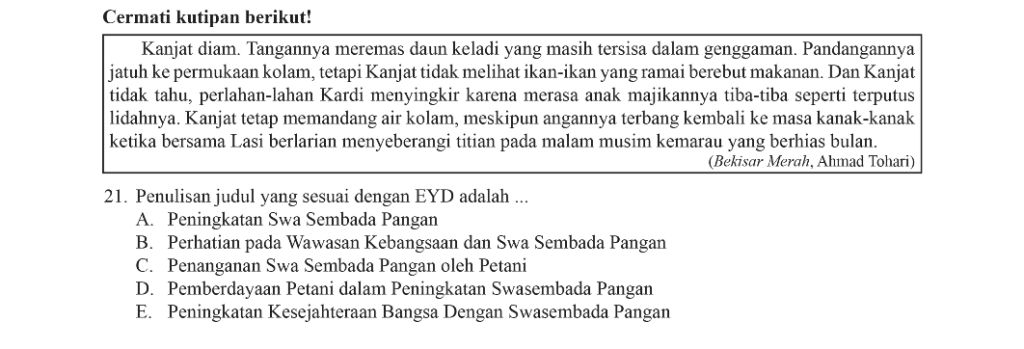 Cermati kutipan berikut!
Kanjat diam. Tangannya meremas daun keladi yang masih tersisa dalam genggaman. Pandangannya
jatuh ke permukaan kolam, tetapi Kanjat tidak melihat ikan-ikan yang ramai berebut makanan. Dan Kanjat
tidak tahu, perlahan-lahan Kardi menyingkir karena merasa anak majikannya tiba-tiba seperti terputus
lidahnya. Kanjat tetap memandang air kolam, meskipun angannya terbang kembali ke masa kanak-kanak
ketika bersama Lasi berlarian menyeberangi titian pada malam musim kemarau yang berhias bulan.
(Bekisar Merah, Ahmad Tohari)
21. Penulisan judul yang sesuai dengan EYD adalah ...
A. Peningkatan Swa Sembada Pangan
B. Perhatian pada Wawasan Kebangsaan dan Swa Sembada Pangan
C. Penanganan Swa Sembada Pangan oleh Petani
D. Pemberdayaan Petani dalam Peningkatan Swasembada Pangan
E. Peningkatan Kesejahteraan Bangsa Dengan Swasembada Pangan